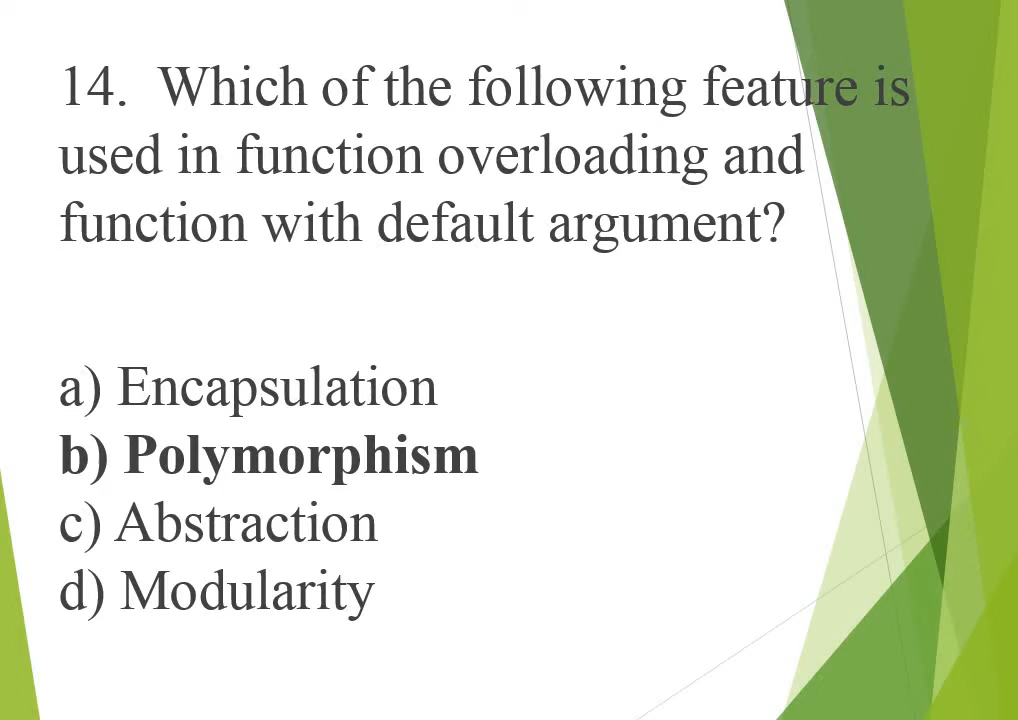 14.  Which of the following feature is
used in function overloading and
function with default argument?
a) Encapsulation
b) Polymorphism
c) Abstraction
d) Modularity